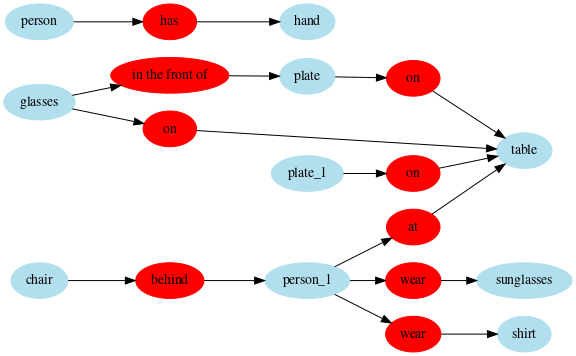 person has hand
in the front of plate on
glasses
on
table
plate_1 on
at
chair behind person_1 wear sunglasses
wear shirt